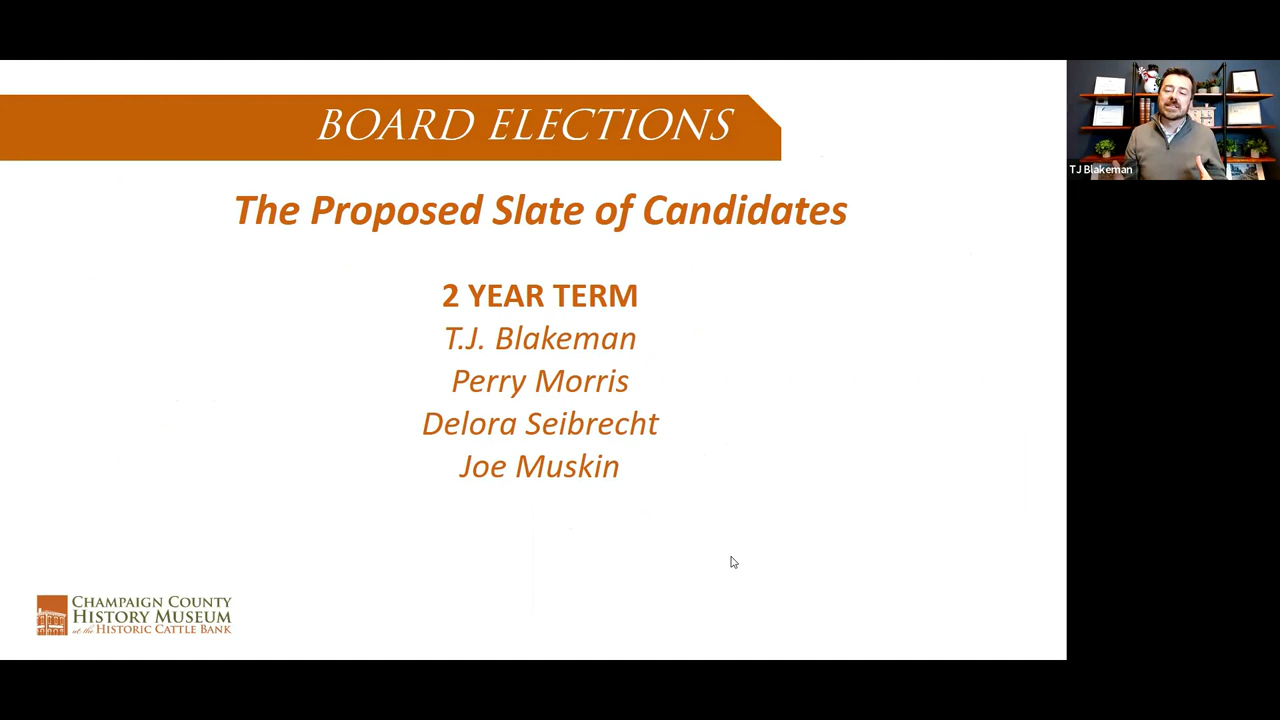 BOARD ELECTIONS
TJ Blakeman
The Proposed Slate of Candidates
2 YEAR TERM
T.J. Blakeman
Perry Morris
Delora Seibrecht
Joe Muskin
CHAMPAIGN COUNTY
HISTORY MUSEUM
at the HISTORIC CATTLE BANK